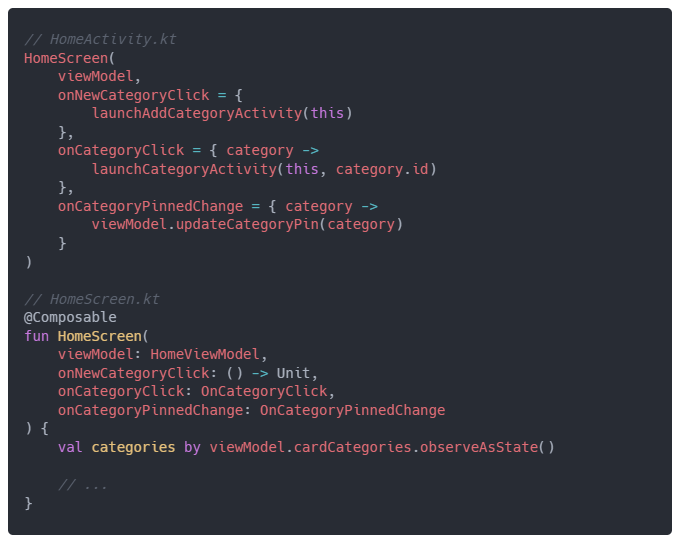 // HomeActivity.kt
HomeScreen(
    viewModel,
    onNewCategoryClick = {
        launchAddCategoryActivity(this)
    },
    onCategoryClick = { category ->
        launchCategoryActivity(this, category.id)
    },
    onCategoryPinnedChange = { category ->
        viewModel.updateCategoryPin(category)
    }
)

// HomeScreen.kt
@Composable
fun HomeScreen(
    viewModel: HomeViewModel,
    onNewCategoryClick: () -> Unit,
    onCategoryClick: OnCategoryClick,
    onCategoryPinnedChange: OnCategoryPinnedChange
) {
    val categories by viewModel.cardCategories.observeAsState()

    // ...
}